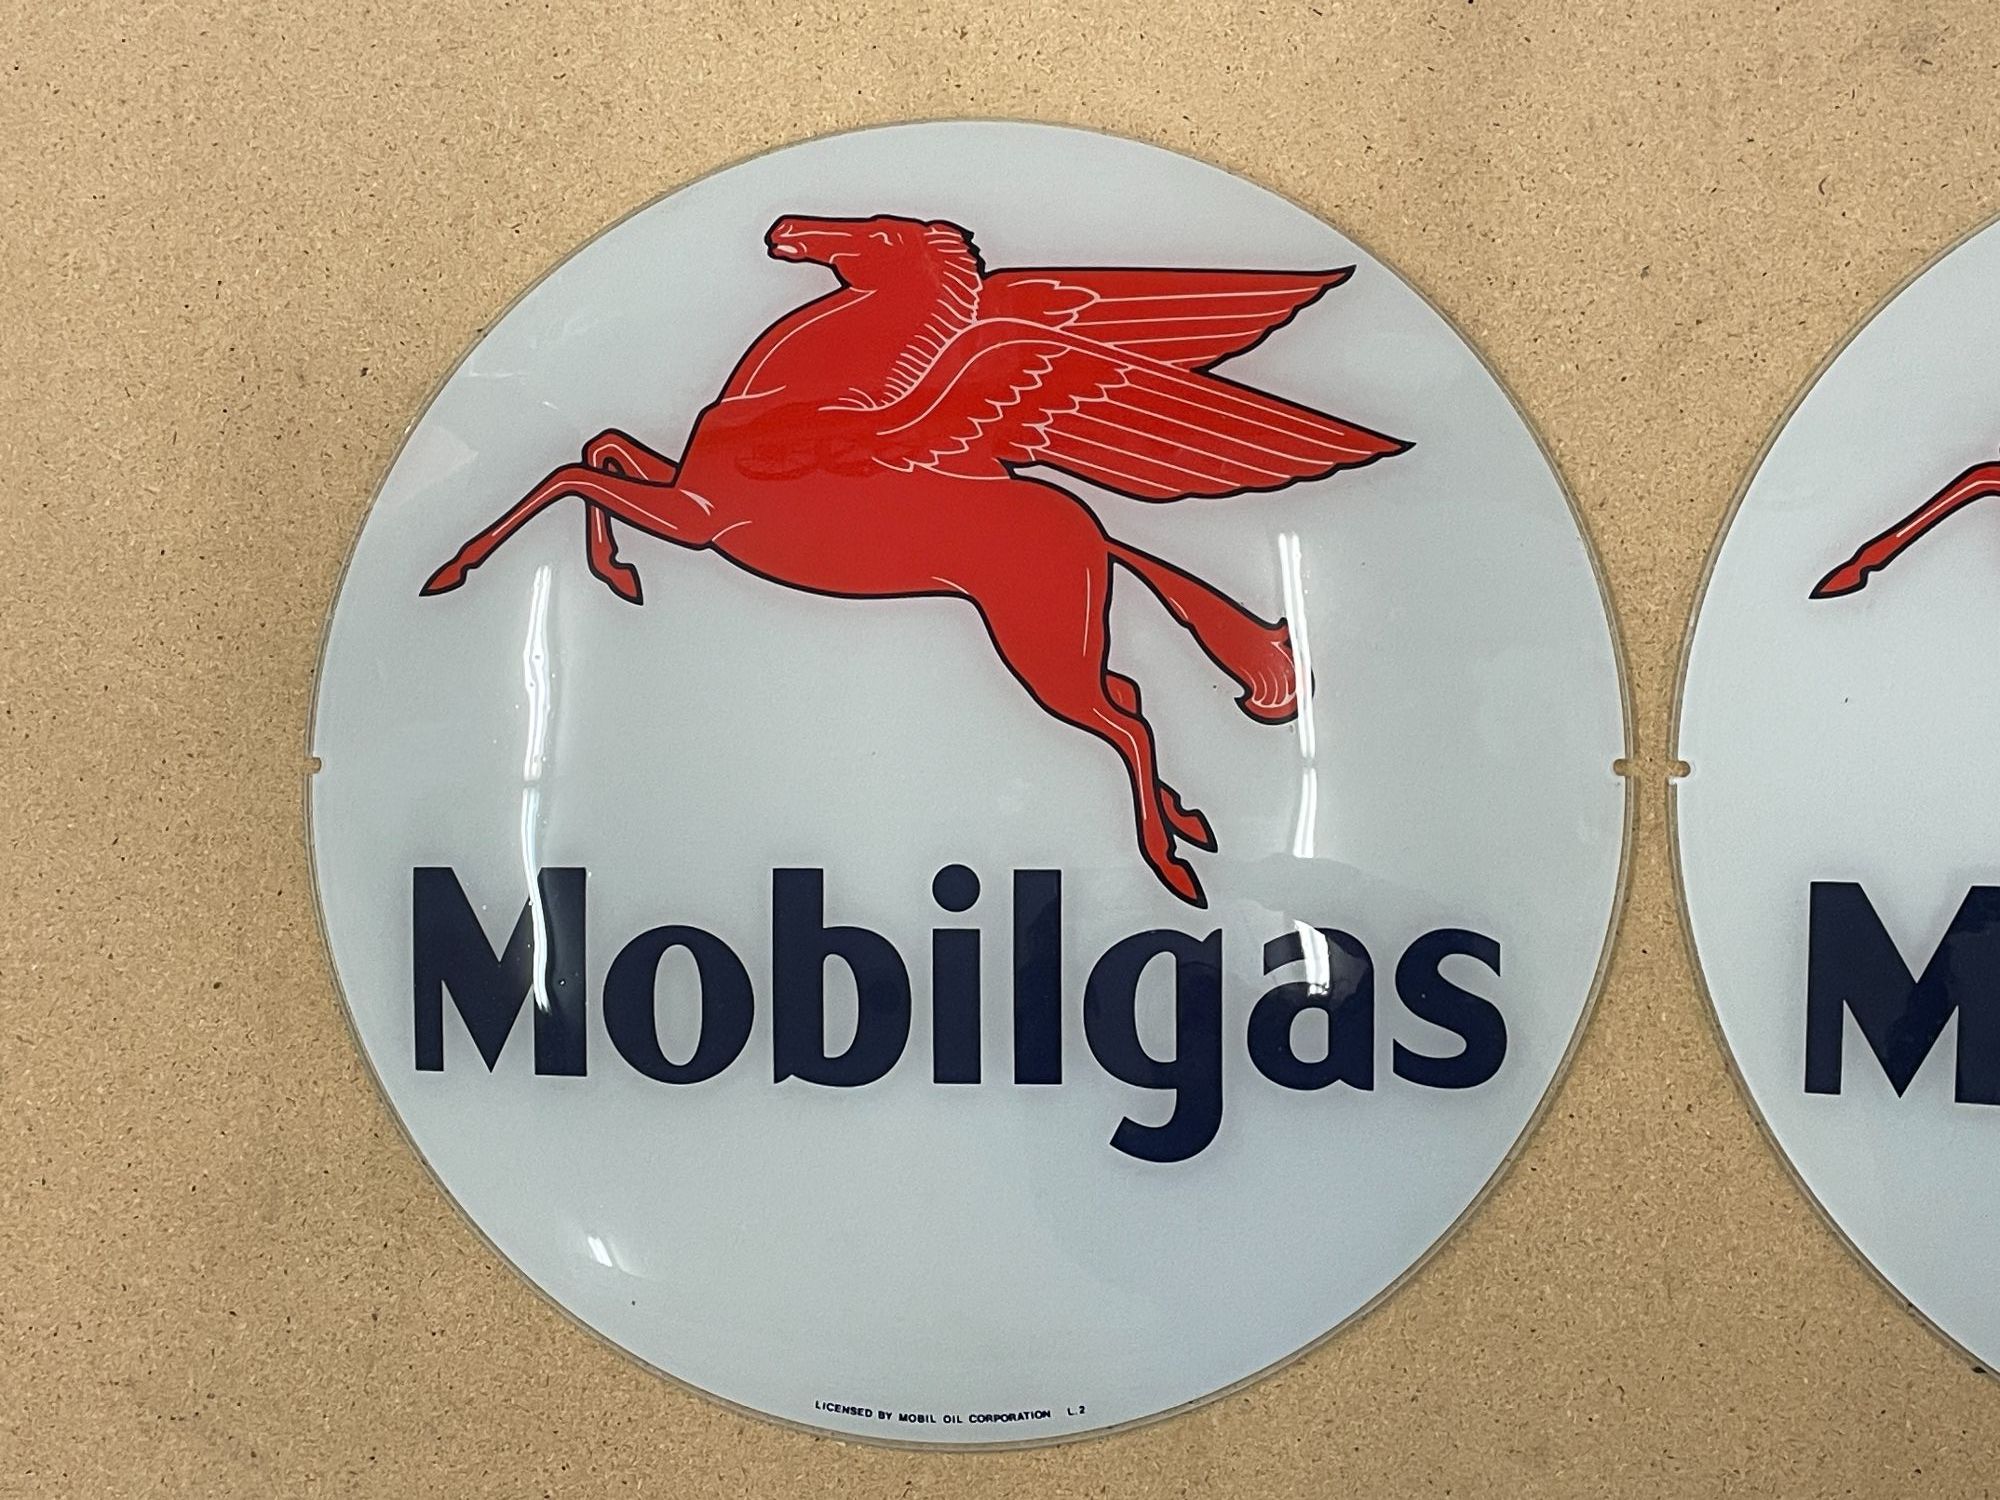 Mobilgas
M
LICENSED BY MOBIL OIL CORPORATION L.2